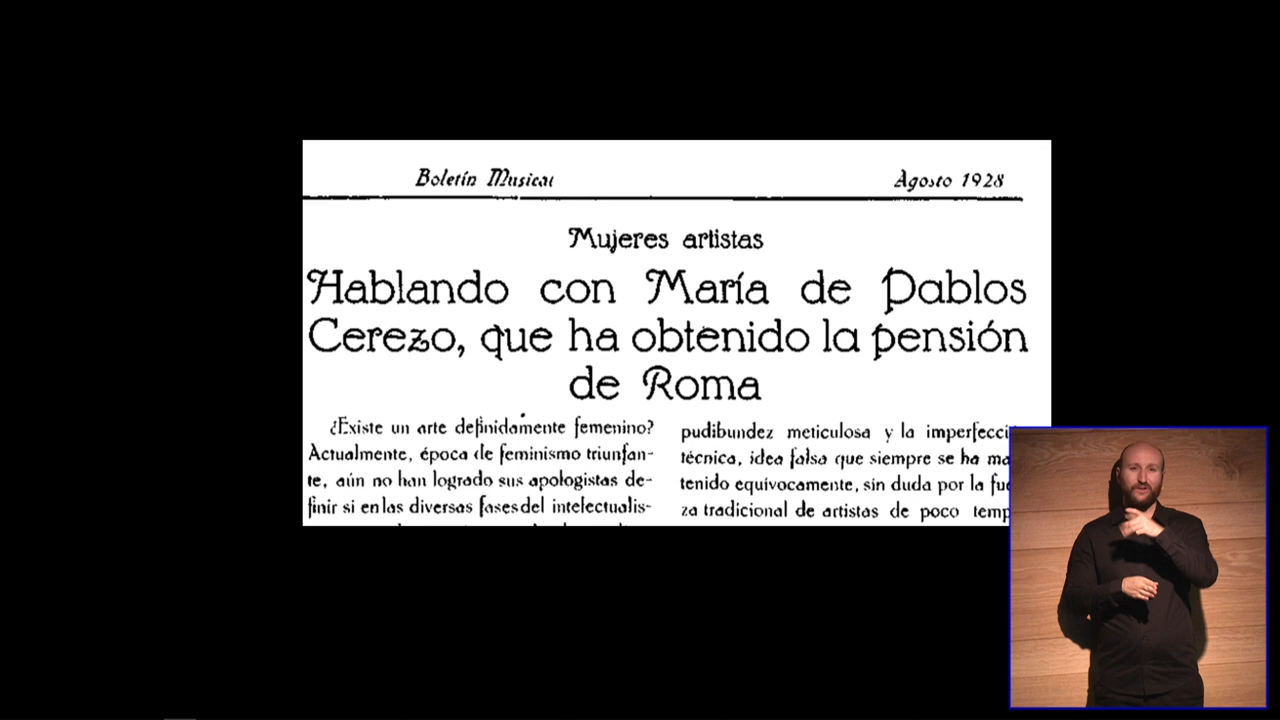 Boletín Musical
Agosto 1928
Mujeres artistas
Hablando con María de Pablos
Cerezo, que ha obtenido la pensión
de Roma
¿Existe un arte definidamente femenino?
Actualmente, época de feminismo triunfan-
te, aún no han logrado sus apologistas de-
finir si en las diversas fases del intelectualis-
pudibundez meticulosa y la imperfecci
técnica, idea falsa que siempre se ha ma
tenido equivocamente, sin duda por la fue
za tradicional de artistas de poco temp